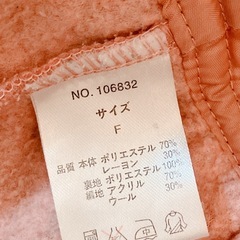 NO. 106832
サイズ
F
品質 本体 ポリエステル 70%
レーヨン 30%
裏地 ポリエステル 100%
絹地 アクリル 70%
ウール 30%